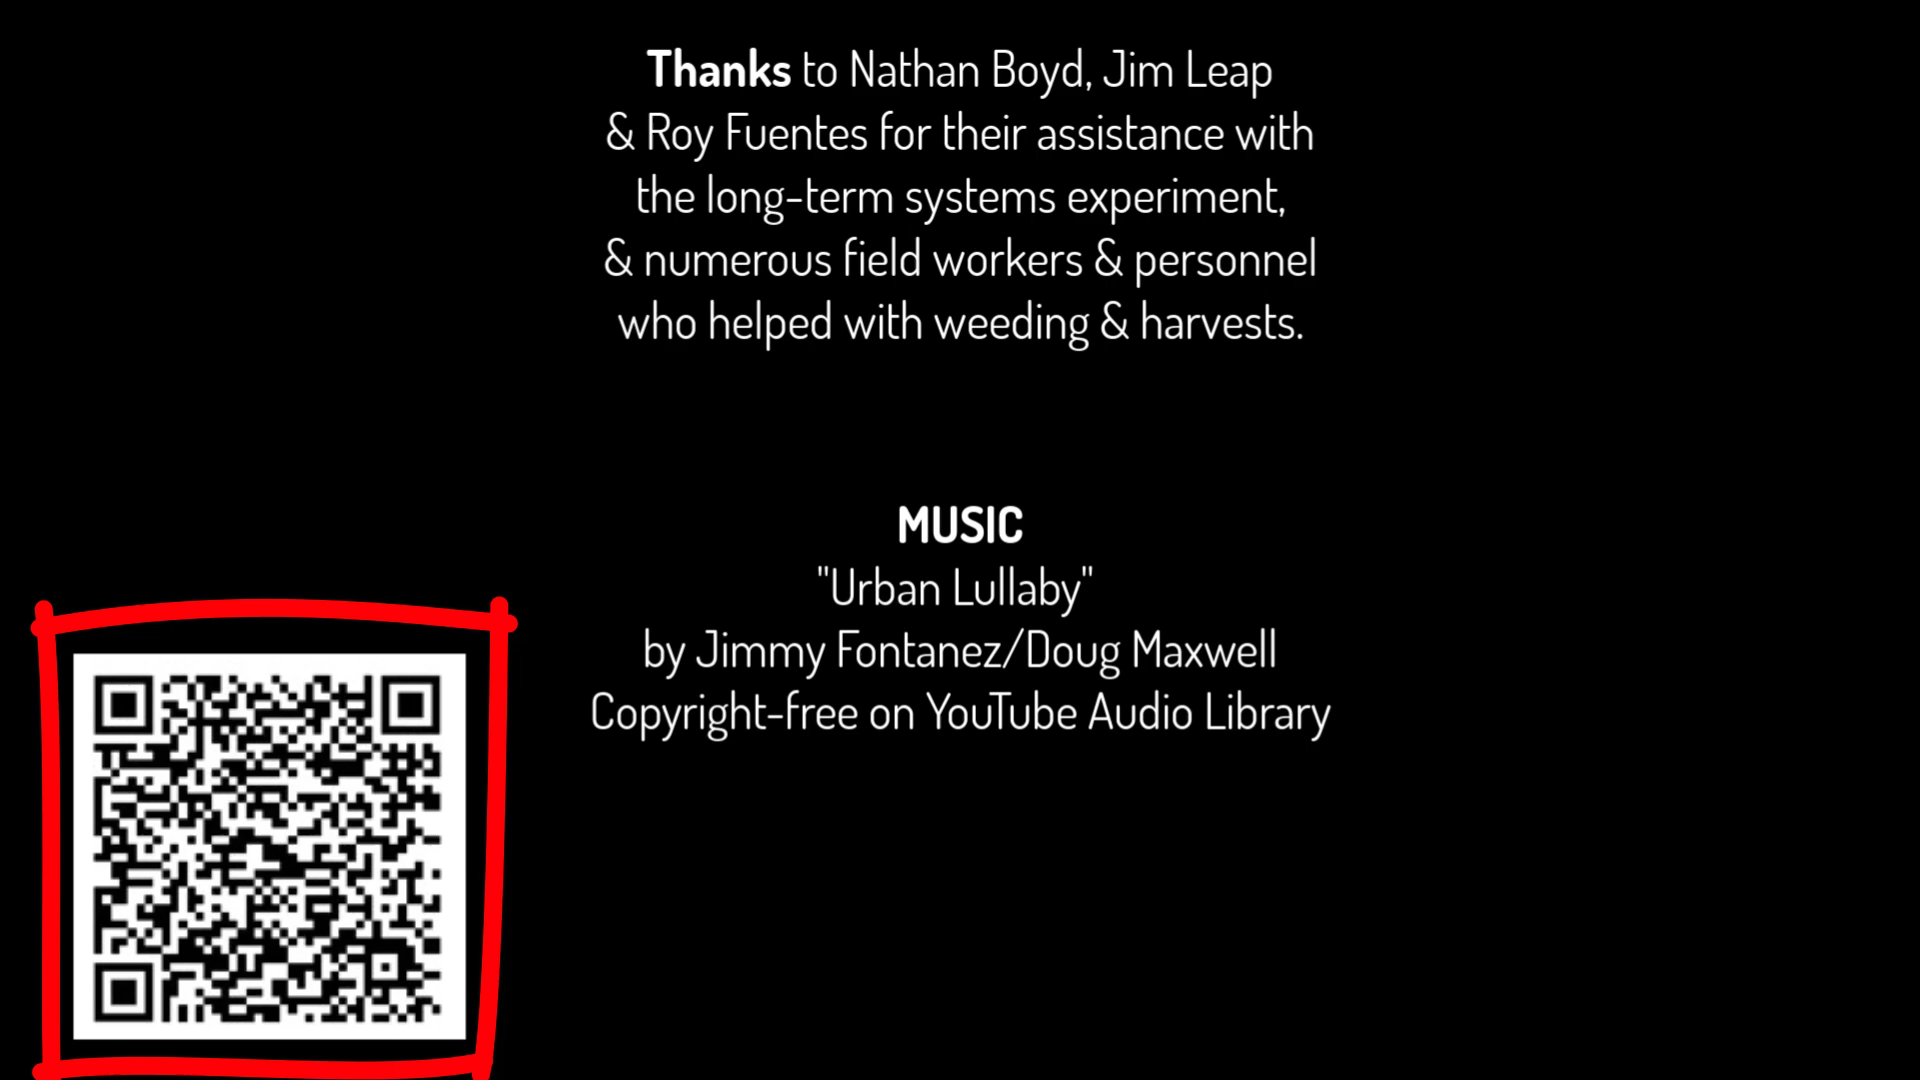 Thanks to Nathan Boyd, Jim Leap
& Roy Fuentes for their assistance with
the long-term systems experiment,
& numerous field workers & personnel
who helped with weeding & harvests.
MUSIC
"Urban Lullaby"
by Jimmy Fontanez/Doug Maxwell
Copyright-free on YouTube Audio Library